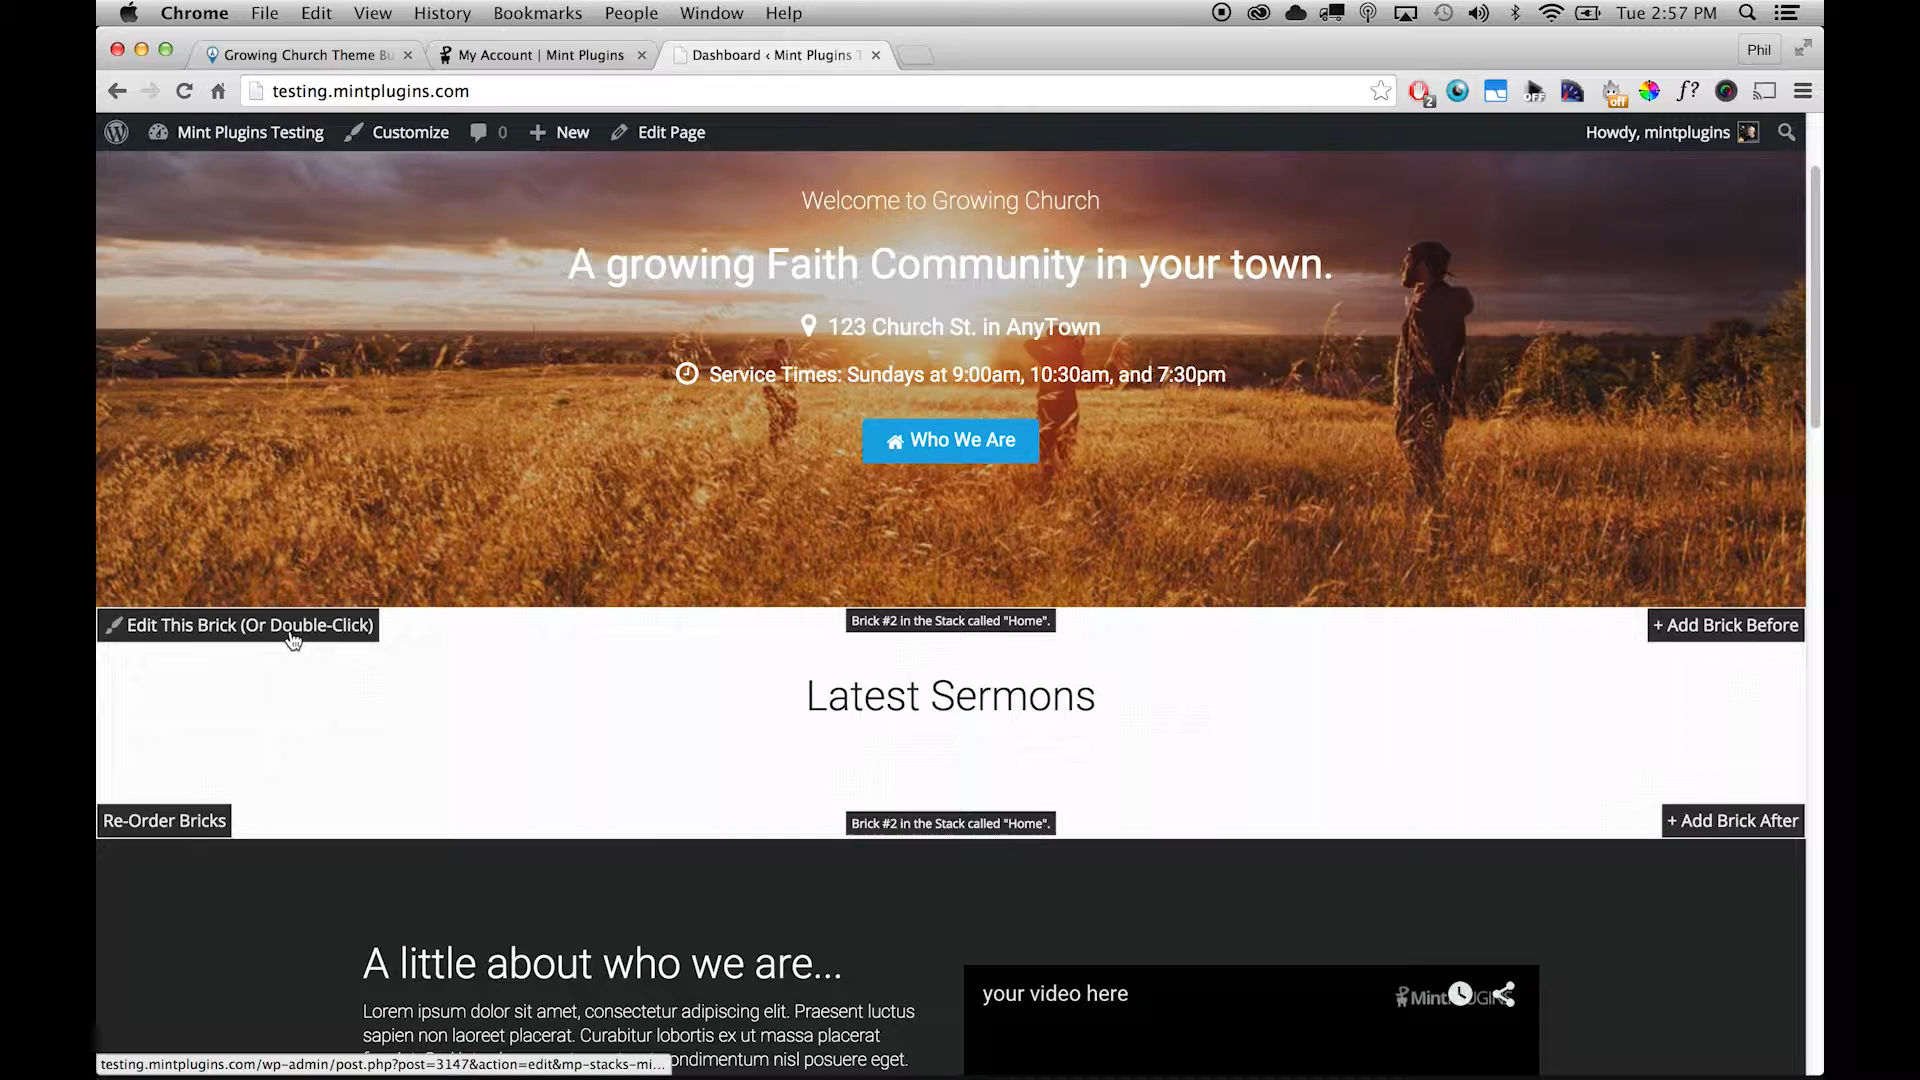 Chrome File Edit View History Bookmarks People Window Help Tue 2:57 PM
Growing Church Theme Bu My Account | Mint Plugins Dashboard ‹ Mint Plugins T Phil
testing.mintplugins.com 2 OFF off f?
Mint Plugins Testing Customize 0 New Edit Page Howdy, mintplugins
Welcome to Growing Church
A growing Faith Community in your town.
123 Church St. in AnyTown
Service Times: Sundays at 9:00am, 10:30am, and 7:30pm
Who We Are
Edit This Brick (Or Double-Click) Brick #2 in the Stack called "Home". + Add Brick Before
Latest Sermons
Re-Order Bricks Brick #2 in the Stack called "Home". + Add Brick After
A little about who we are...
your video here
Lorem ipsum dolor sit amet, consectetur adipiscing elit. Praesent luctus
sapien non laoreet placerat. Curabitur lobortis ex ut massa placerat
condimentum nisl posuere eget.
testing.mintplugins.com/wp-admin/post.php?post=3147&action=edit&mp-stacks-mi...